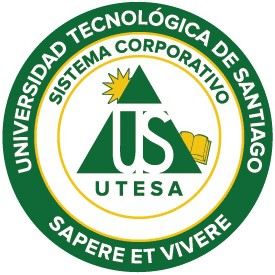 UNIVERSIDAD TECNOLÓGICA DE SANTIAGO
SISTEMA CORPORATIVO
US
UTESA
SAPERE ET VIVERE